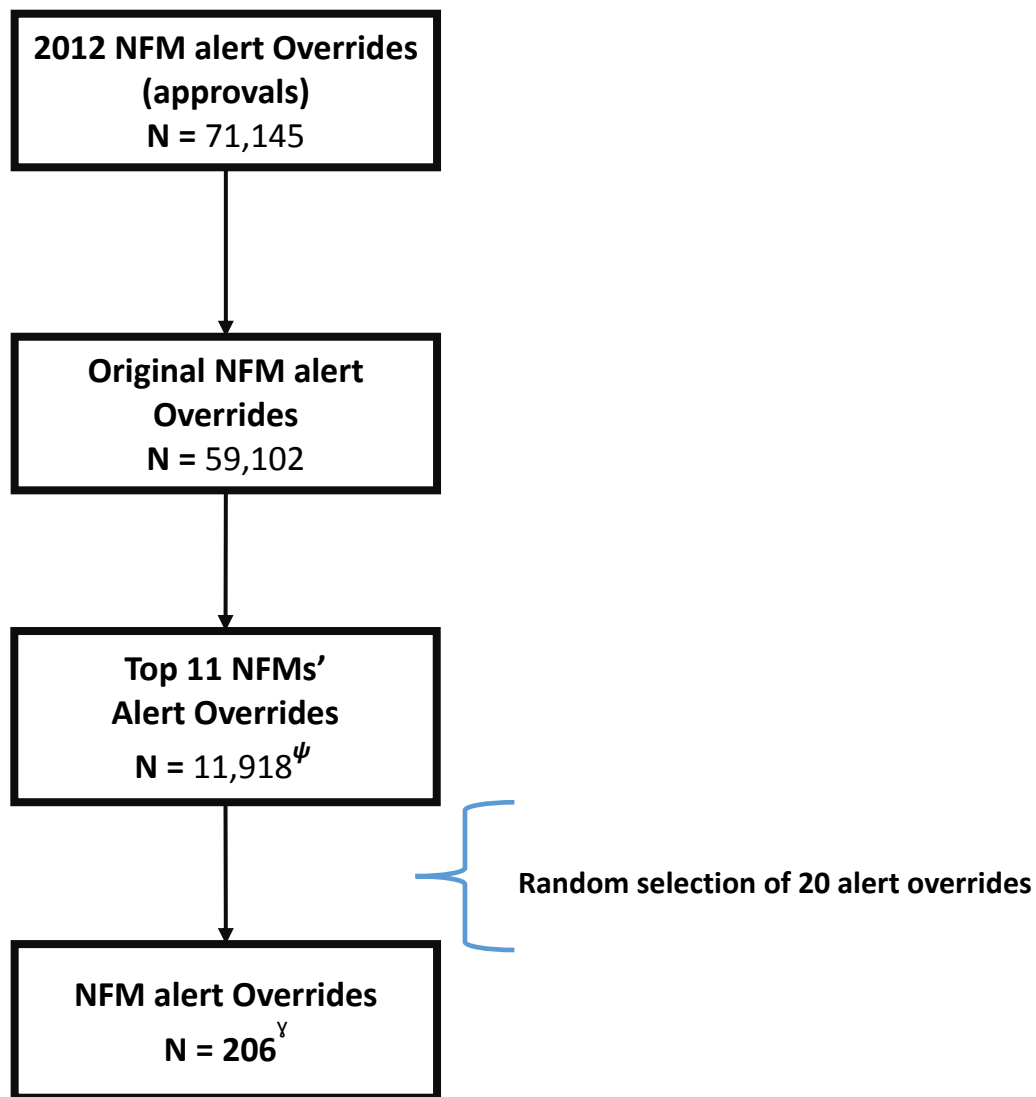 2012 NFM alert Overrides
(approvals)
N = 71,145
Original NFM alert
Overrides
N = 59,102
Top 11 NFMs’
Alert Overrides
N = 11,918ψ
Random selection of 20 alert overrides
NFM alert Overrides
N = 206ɣ